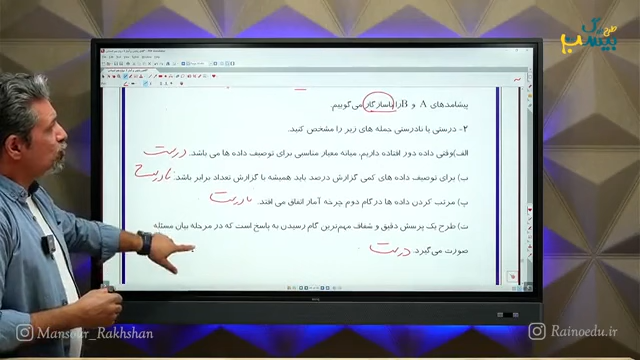 طرح بزرگ
بیست
پیشامدهای A و B را ناسازگار می‌گوییم.
۲- درستی یا نادرستی جمله های زیر را مشخص کنید.
الف) وقتی داده دور افتاده داریم، میانه معیار مناسبی برای توصیف داده ها می باشد. درست
ب) برای توصیف داده های کمی گزارش درصد باید همیشه با گزارش تعداد برابر باشد. نادرست
پ) مرتب کردن داده ها در گام دوم چرخه آمار اتفاق می افتد. نادرست
ت) طرح یک پرسش دقیق و شفاف مهم‌ترین گام رسیدن به پاسخ است که در مرحله بیان مسئله
صورت می گیرد. درست
Mansour_Rakhshan
Rainoedu.ir